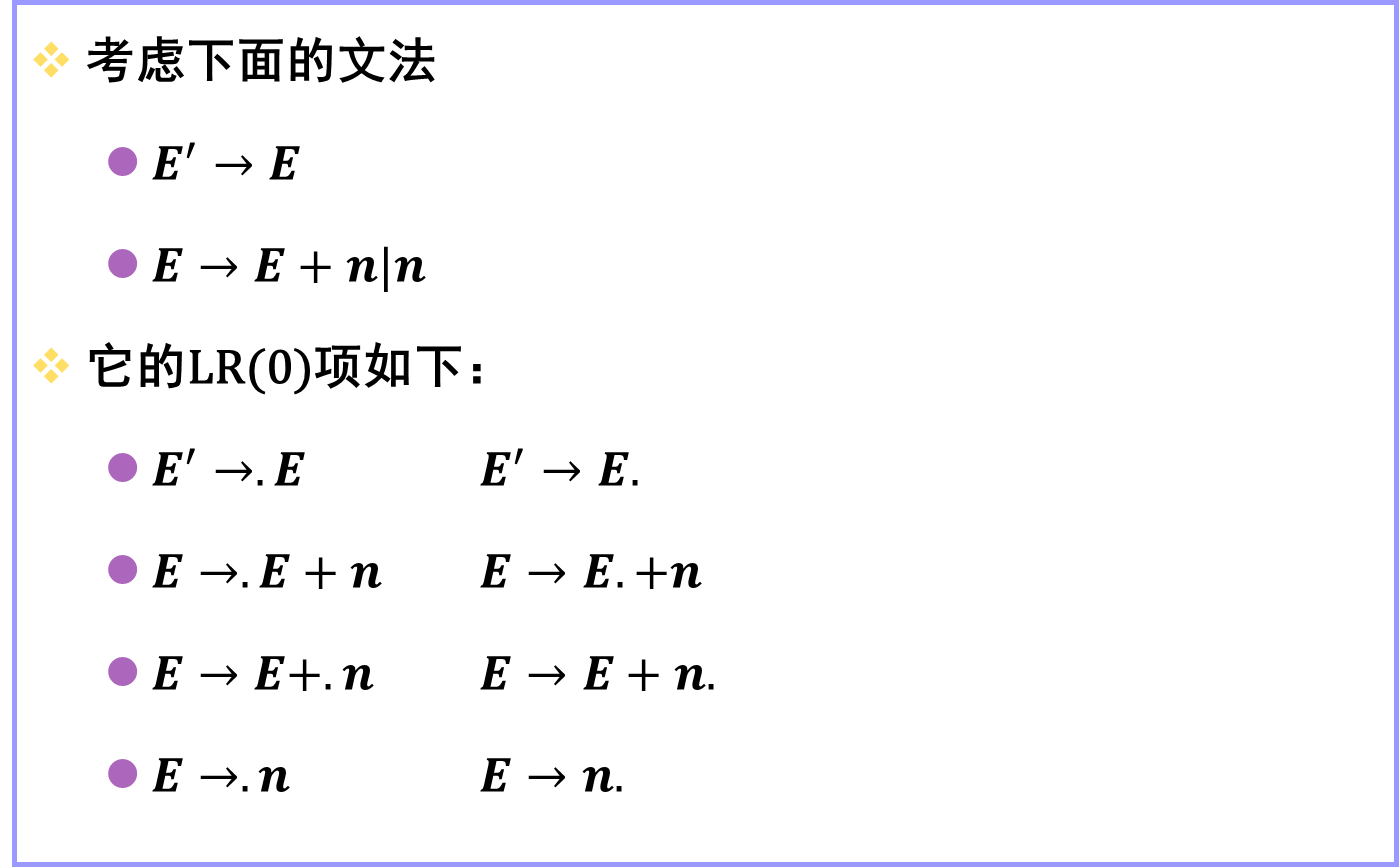 考虑下面的文法
E′ → E
E → E + n|n
它的LR(0)项如下：
E′ →. E E′ → E.
E →. E + n E → E. +n
E → E+. n E → E + n.
E →. n E → n.